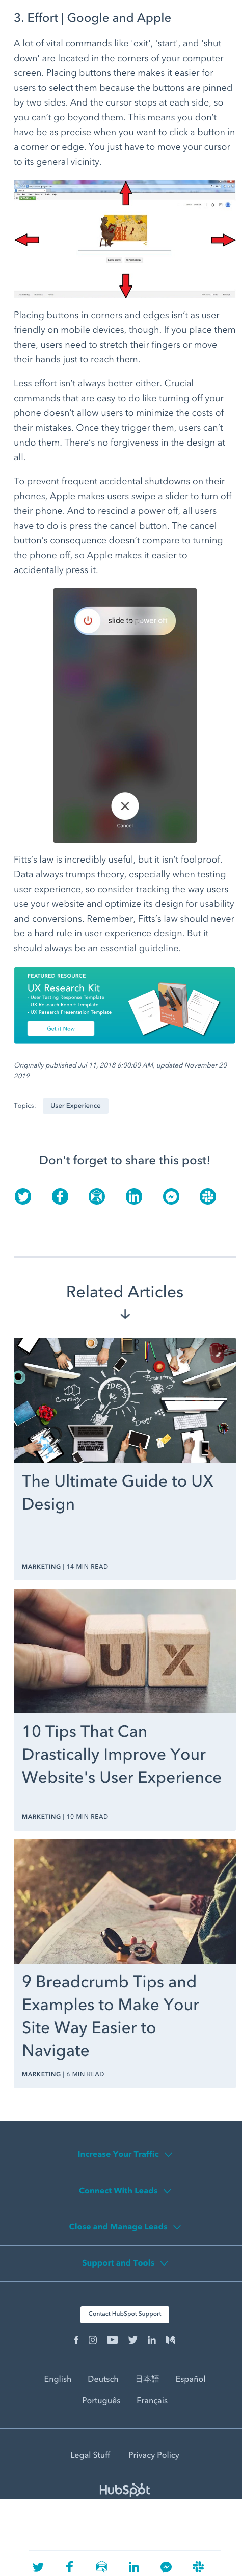 3. Effort | Google and Apple
A lot of vital commands like 'exit', 'start', and 'shut
down' are located in the corners of your computer
screen. Placing buttons there makes it easier for
users to select them because the buttons are pinned
by two sides. And the cursor stops at each side, so
you can't go beyond them. This means you don't
have be as precise when you want to click a button in
a corner or edge. You just have to move your cursor
to its general vicinity.
Placing buttons in corners and edges isn't as user
friendly on mobile devices, though. If you place them
there, users need to stretch their fingers or move
their hands just to reach them.
Less effort isn't always better either. Crucial
commands that are easy to do like turning off your
phone doesn't allow users to minimize the costs of
their mistakes. Once they trigger them, users can't
undo them. There's no forgiveness in the design at
all.
To prevent frequent accidental shutdowns on their
phones, Apple makes users swipe a slider to turn off
their phone. And to rescind a power off, all users
have to do is press the cancel button. The cancel
button's consequence doesn't compare to turning
the phone off, so Apple makes it easier to
accidentally press it.
slide to power off
Cancel
Fitts's law is incredibly useful, but it isn't foolproof.
Data always trumps theory, especially when testing
user experience, so consider tracking the way users
use your website and optimize its design for usability
and conversions. Remember, Fitts's law should never
be a hard rule in user experience design. But it
should always be an essential guideline.
FEATURED RESOURCE
UX Research Kit
- User Testing Response Template
- UX Research Report Template
- UX Research Presentation Template
Get it Now
Originally published Jul 11, 2018 6:00:00 AM, updated November 20
2019
Topics:
User Experience
Don't forget to share this post!
Related Articles
Creativity
IDEAS
Brainstorm
Design
The Ultimate Guide to UX
Design
MARKETING | 14 MIN READ
UX
10 Tips That Can
Drastically Improve Your
Website's User Experience
MARKETING | 10 MIN READ
9 Breadcrumb Tips and
Examples to Make Your
Site Way Easier to
Navigate
MARKETING | 6 MIN READ
Increase Your Traffic
Connect With Leads
Close and Manage Leads
Support and Tools
Contact HubSpot Support
English Deutsch 日本語 Español
Português Français
Legal Stuff Privacy Policy
HubSpot